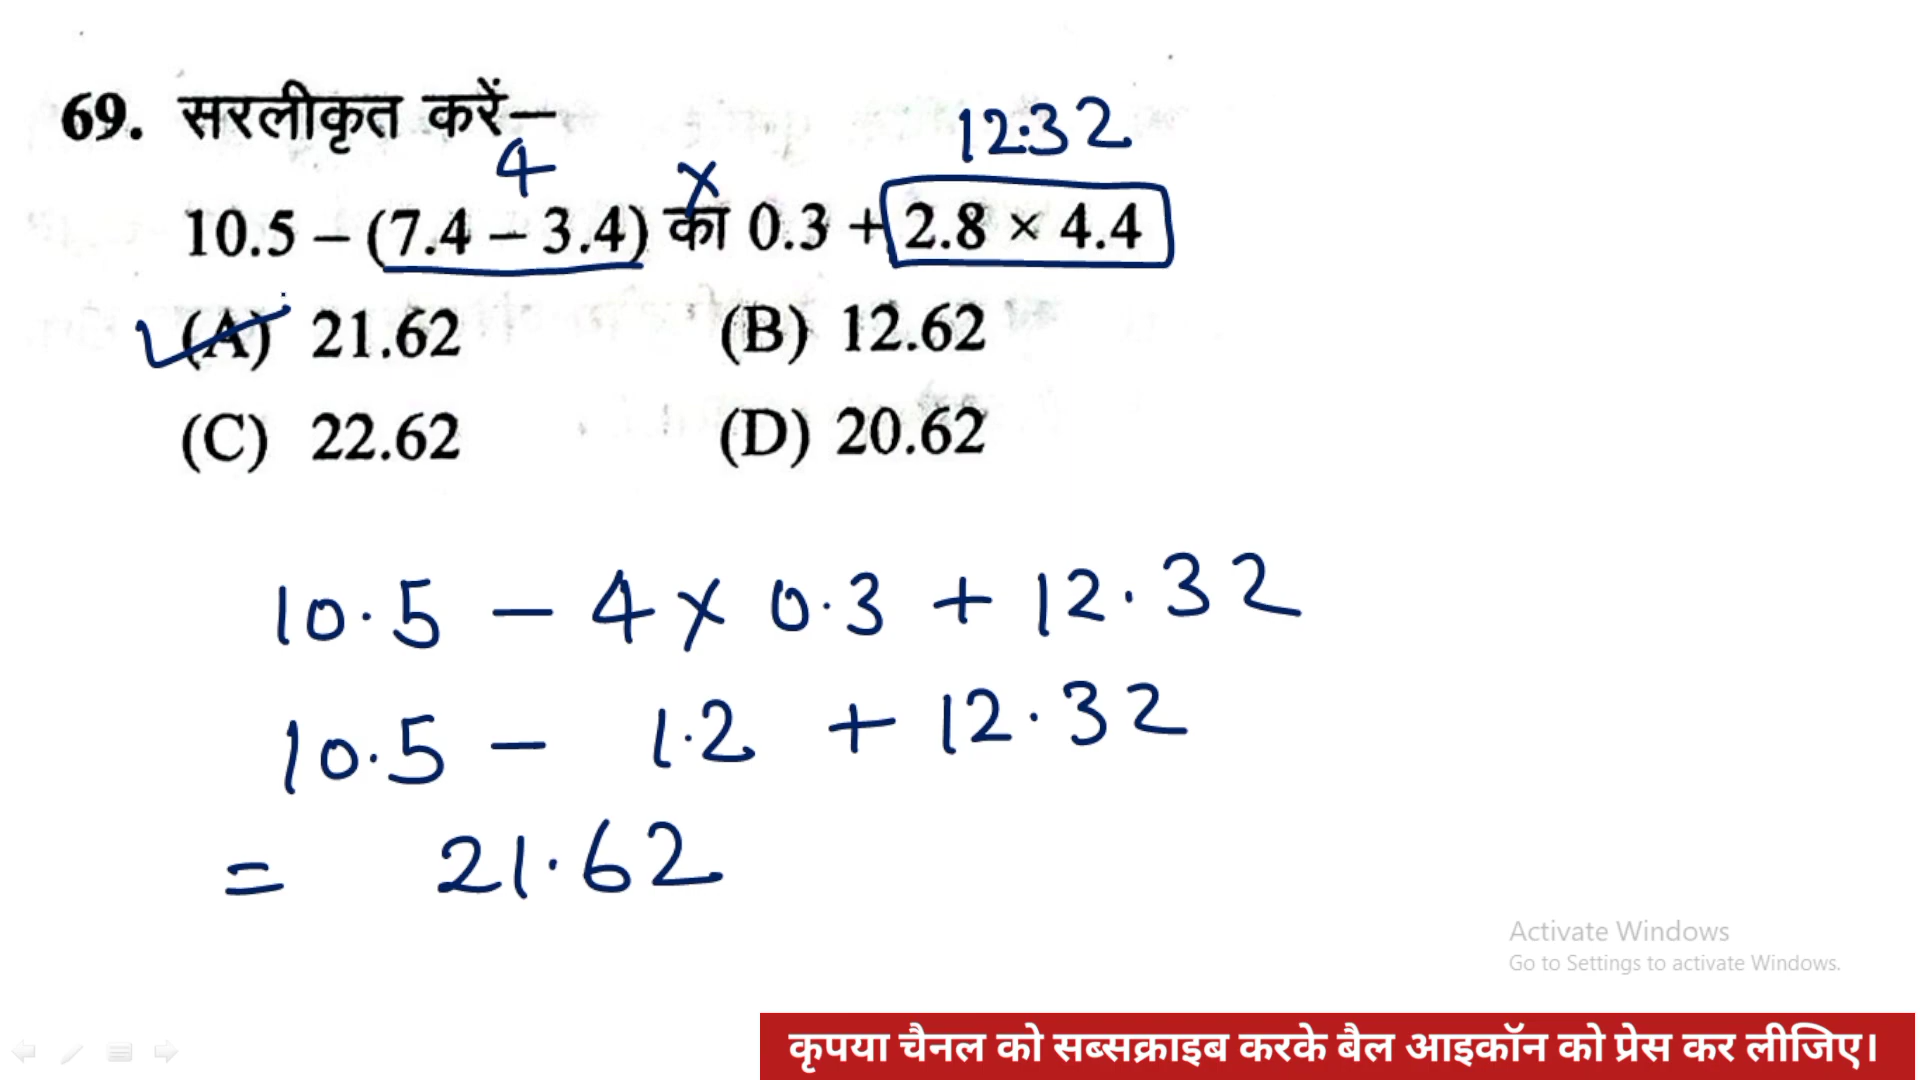 69. सरलीकृत करें—
4 × 12.32
10.5 – (7.4 – 3.4) का 0.3 + 2.8 × 4.4
(A) 21.62 (B) 12.62
(C) 22.62 (D) 20.62
10.5 – 4 × 0.3 + 12.32
10.5 – 1.2 + 12.32
= 21.62
Activate Windows
Go to Settings to activate Windows.
कृपया चैनल को सब्सक्राइब करके बैल आइकॉन को प्रेस कर लीजिए।